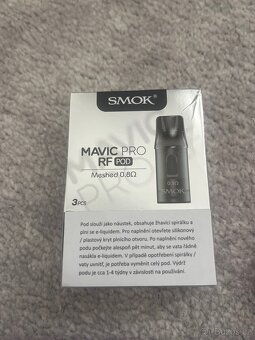 SMOK
MAVIC PRO
RF POD
Meshed 0.8Ω
0.8Ω
3PCS
Pod slouží jako náustek, obsahuje žhavící spirálku a
plní se e-liquidem. Pro naplnění otevřete silikonový
/ plastový kryt plnícího otvoru. Po naplnění nového
podu počkejte alespoň pět minut, aby se vata řádně
nasákla e-liquidem. V případě opotřebení spirálky /
vaty uvnitř, je potřeba vyměnit celý pod. Výdrž
podu je cca 1-4 týdny v závislosti na používání.